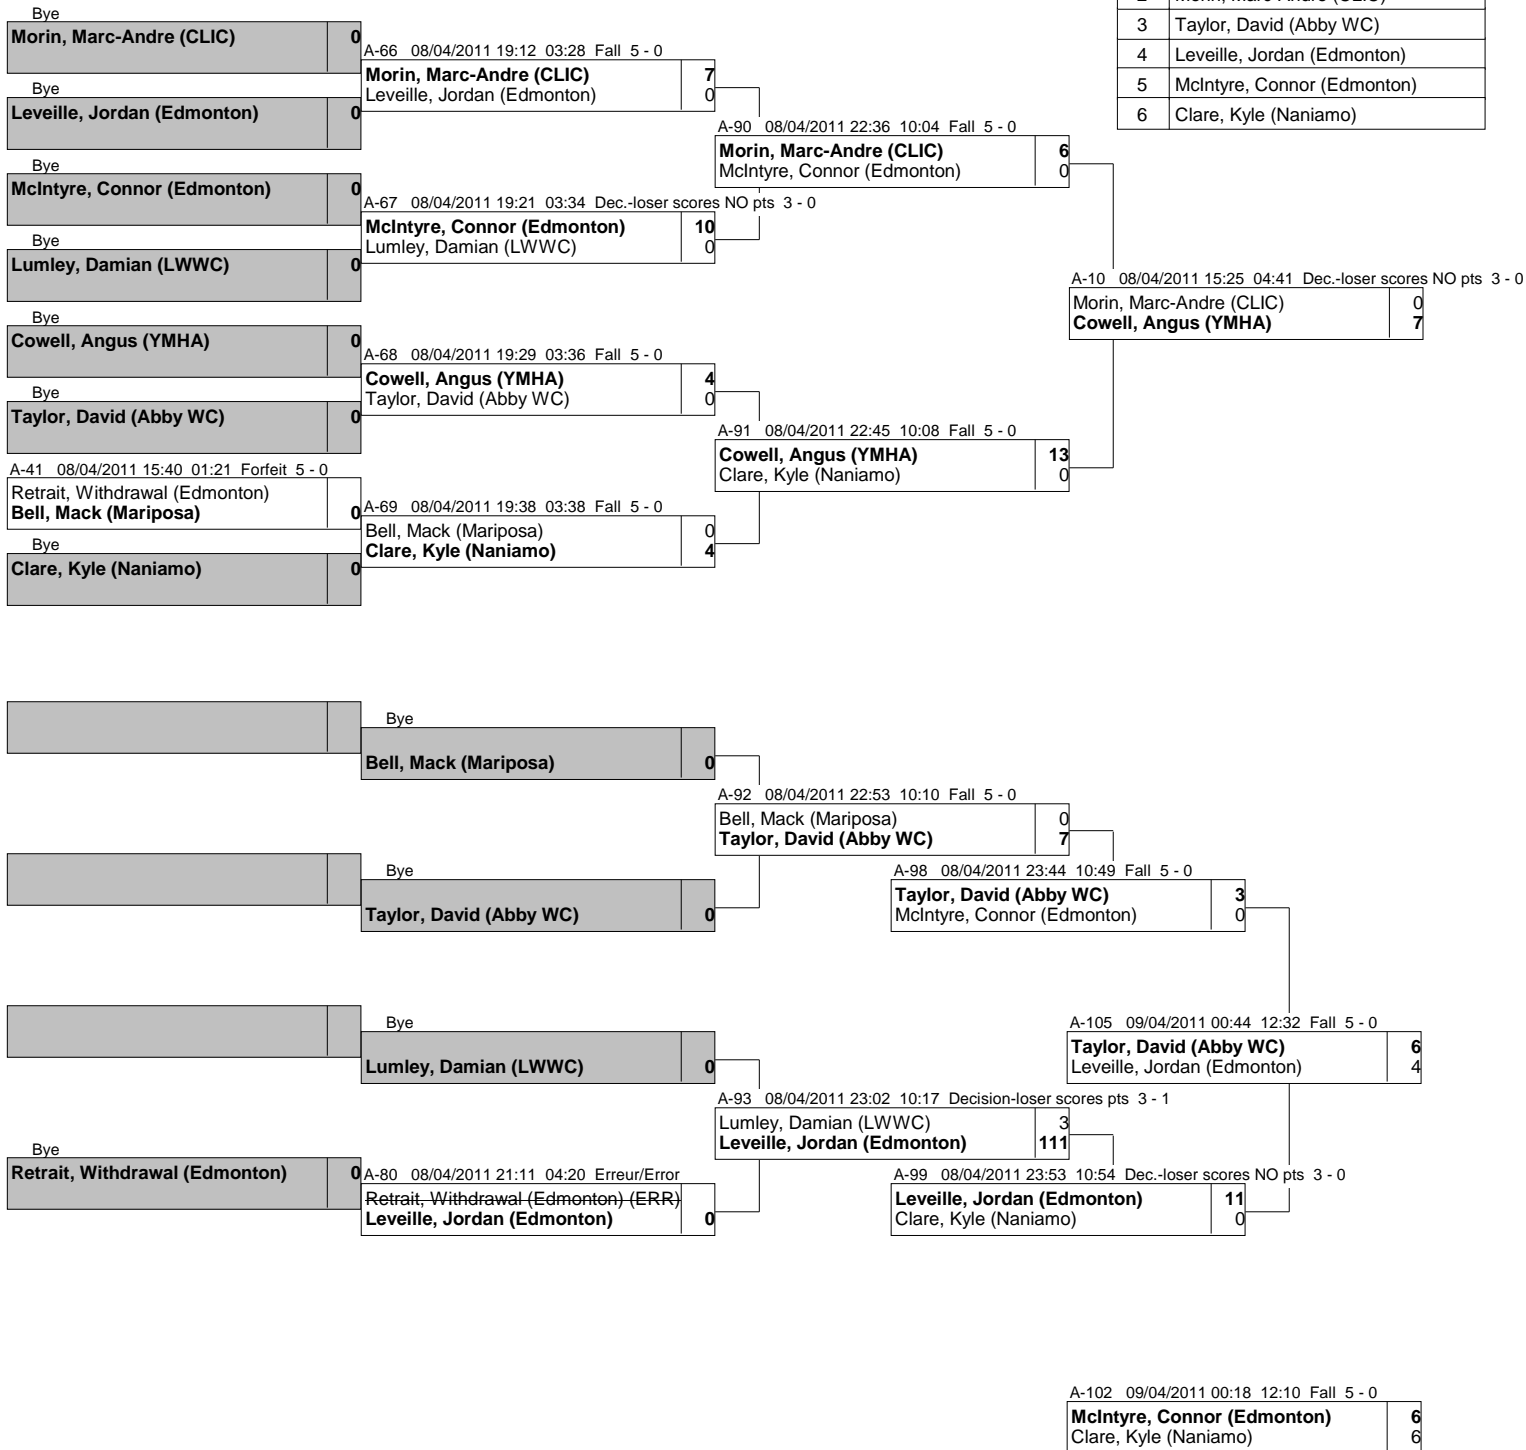 Bye
Morin, Marc-Andre (CLIC) 0
Bye
Leveille, Jordan (Edmonton) 0
Bye
McIntyre, Connor (Edmonton) 0
Bye
Lumley, Damian (LWWC) 0
Bye
Cowell, Angus (YMHA) 0
Bye
Taylor, David (Abby WC) 0
A-41 08/04/2011 15:40 01:21 Forfeit 5 - 0
Retrait, Withdrawal (Edmonton)
Bell, Mack (Mariposa) 0
Bye
Clare, Kyle (Naniamo) 0
A-66 08/04/2011 19:12 03:28 Fall 5 - 0
Morin, Marc-Andre (CLIC) 7
Leveille, Jordan (Edmonton) 0
A-67 08/04/2011 19:21 03:34 Dec.-loser scores NO pts 3 - 0
McIntyre, Connor (Edmonton) 10
Lumley, Damian (LWWC) 0
A-68 08/04/2011 19:29 03:36 Fall 5 - 0
Cowell, Angus (YMHA) 4
Taylor, David (Abby WC) 0
A-69 08/04/2011 19:38 03:38 Fall 5 - 0
Bell, Mack (Mariposa) 0
Clare, Kyle (Naniamo) 4
A-90 08/04/2011 22:36 10:04 Fall 5 - 0
Morin, Marc-Andre (CLIC) 6
McIntyre, Connor (Edmonton) 0
A-91 08/04/2011 22:45 10:08 Fall 5 - 0
Cowell, Angus (YMHA) 13
Clare, Kyle (Naniamo) 0
A-10 08/04/2011 15:25 04:41 Dec.-loser scores NO pts 3 - 0
Morin, Marc-Andre (CLIC) 0
Cowell, Angus (YMHA) 7
3 Taylor, David (Abby WC)
4 Leveille, Jordan (Edmonton)
5 McIntyre, Connor (Edmonton)
6 Clare, Kyle (Naniamo)
Bye
Bell, Mack (Mariposa) 0
Bye
Taylor, David (Abby WC) 0
Bye
Lumley, Damian (LWWC) 0
Bye
Retrait, Withdrawal (Edmonton) 0
A-80 08/04/2011 21:11 04:20 Erreur/Error
Retrait, Withdrawal (Edmonton) (ERR)
Leveille, Jordan (Edmonton) 0
A-92 08/04/2011 22:53 10:10 Fall 5 - 0
Bell, Mack (Mariposa) 0
Taylor, David (Abby WC) 7
A-93 08/04/2011 23:02 10:17 Decision-loser scores pts 3 - 1
Lumley, Damian (LWWC) 3
Leveille, Jordan (Edmonton) 111
A-98 08/04/2011 23:44 10:49 Fall 5 - 0
Taylor, David (Abby WC) 3
McIntyre, Connor (Edmonton) 0
A-99 08/04/2011 23:53 10:54 Dec.-loser scores NO pts 3 - 0
Leveille, Jordan (Edmonton) 11
Clare, Kyle (Naniamo) 0
A-105 09/04/2011 00:44 12:32 Fall 5 - 0
Taylor, David (Abby WC) 6
Leveille, Jordan (Edmonton) 4
A-102 09/04/2011 00:18 12:10 Fall 5 - 0
McIntyre, Connor (Edmonton) 6
Clare, Kyle (Naniamo) 6